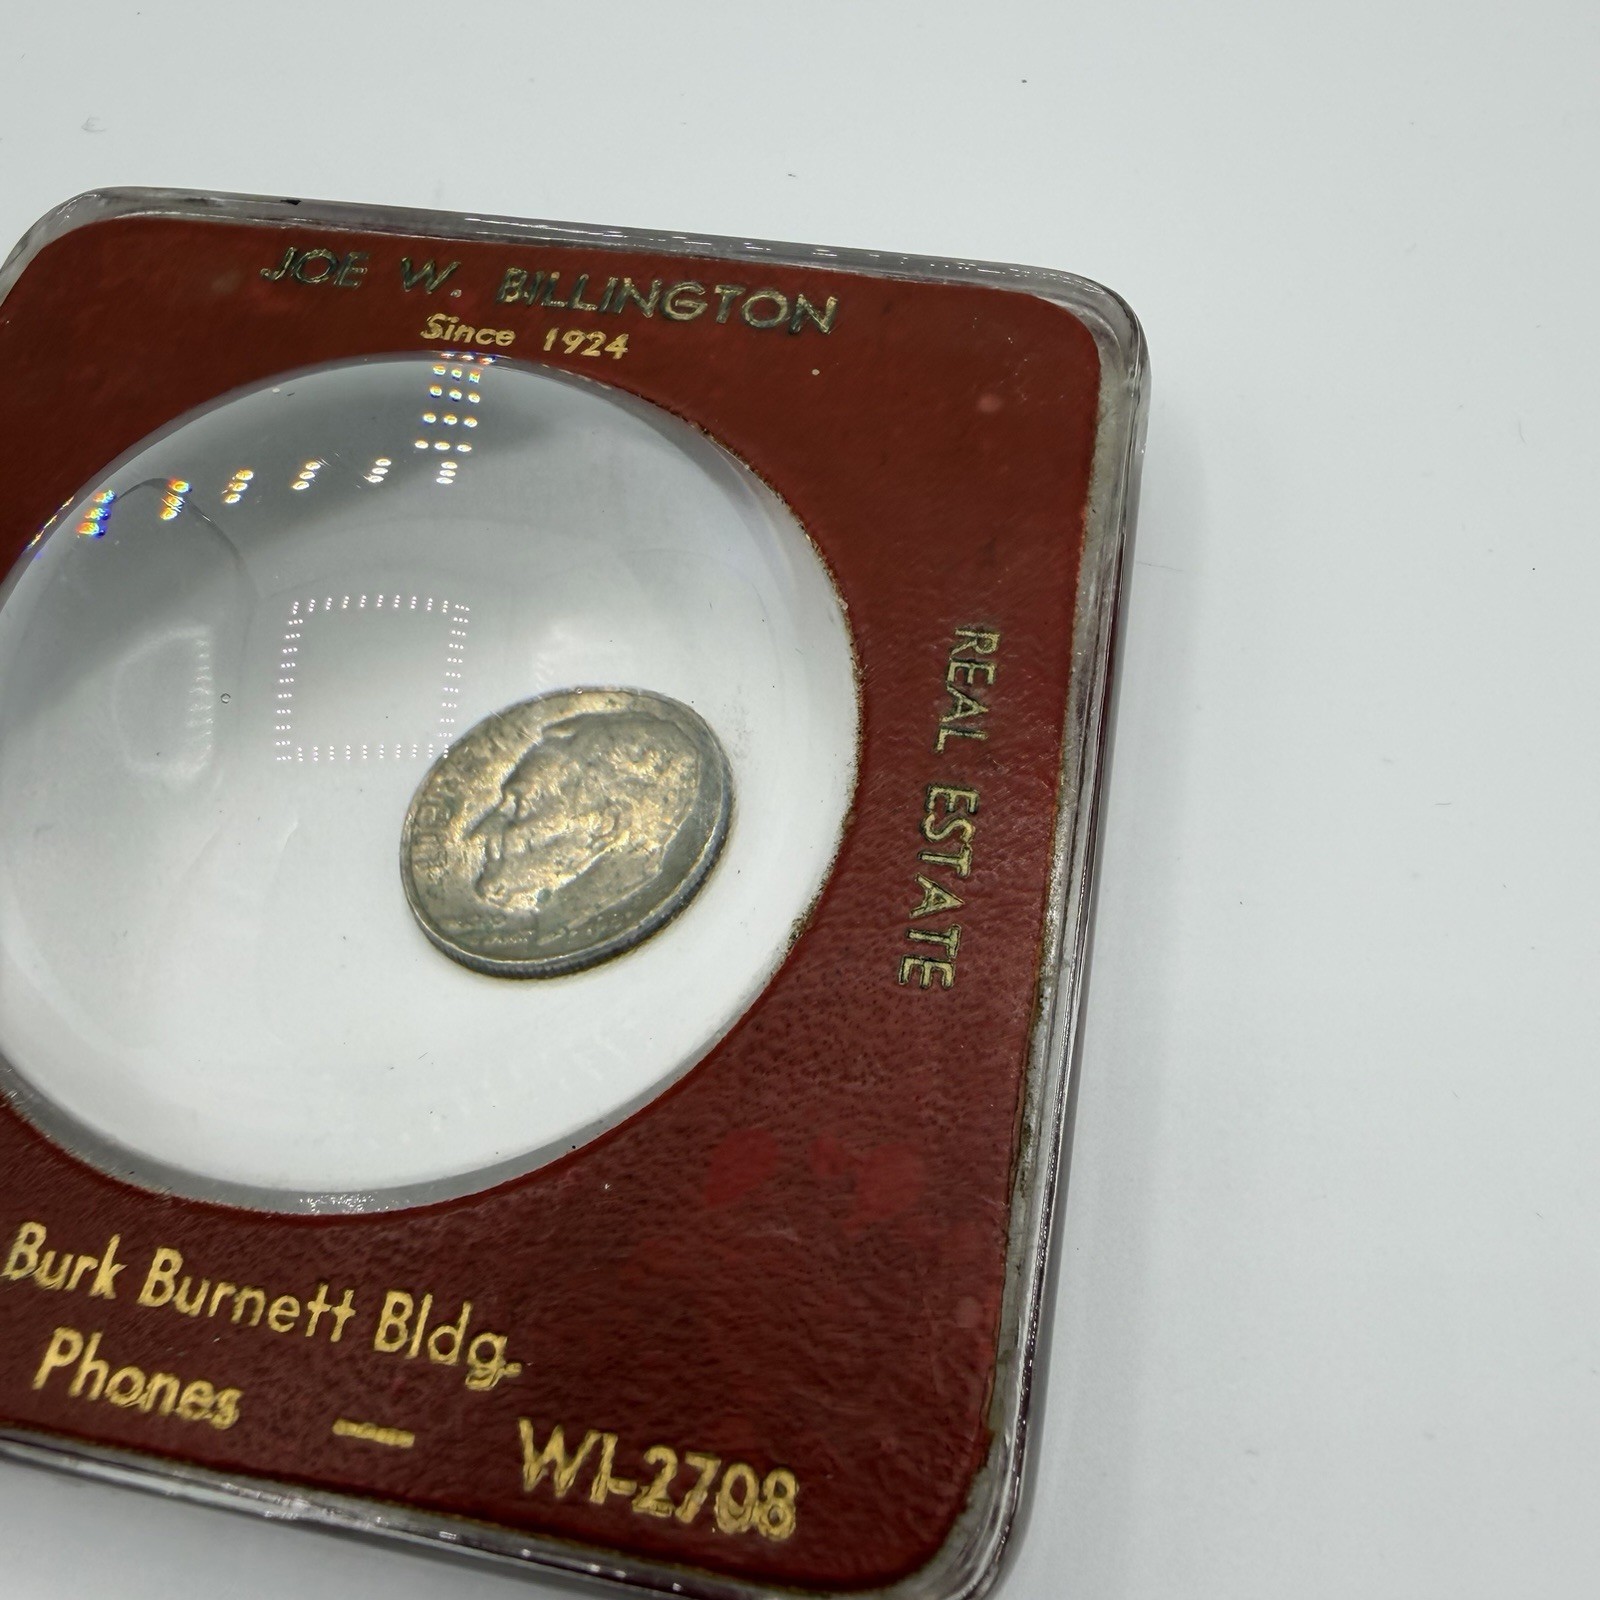 JOE W. BILLINGTON
Since 1924
REAL ESTATE
Burk Burnett Bldg.
Phones — WI-2708